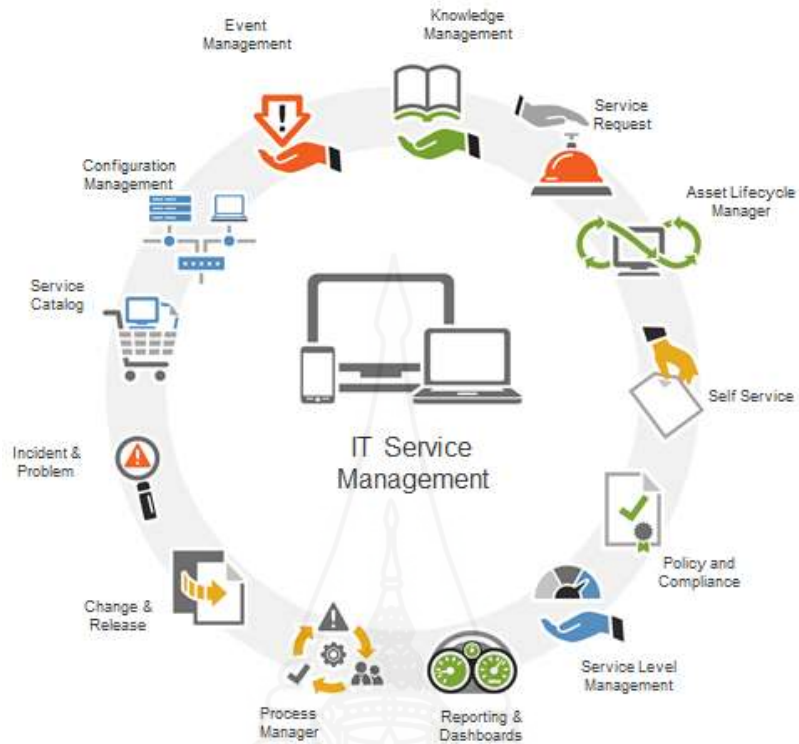 Event
Management
Knowledge
Management
Service
Request
Asset Lifecycle
Manager
Self Service
Policy and
Compliance
Service Level
Management
Reporting &
Dashboards
Process
Manager
Change &
Release
Incident &
Problem
Service
Catalog
Configuration
Management
IT Service
Management